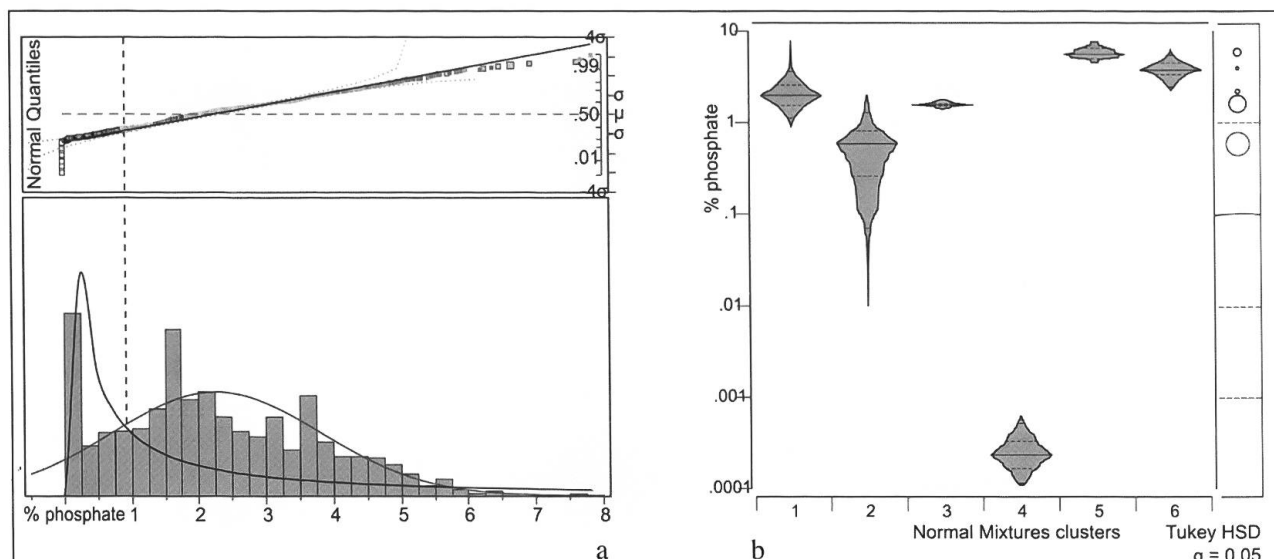 Normal Quantiles
4σ
.99
σ
.50 μ
σ
.01
4σ
% phosphate 1 2 3 4 5 6 7 8
a
% phosphate
10
1
.1
.01
.001
.0001
1 2 3 4 5 6
Normal Mixtures clusters
Tukey HSD
α = 0.05
b